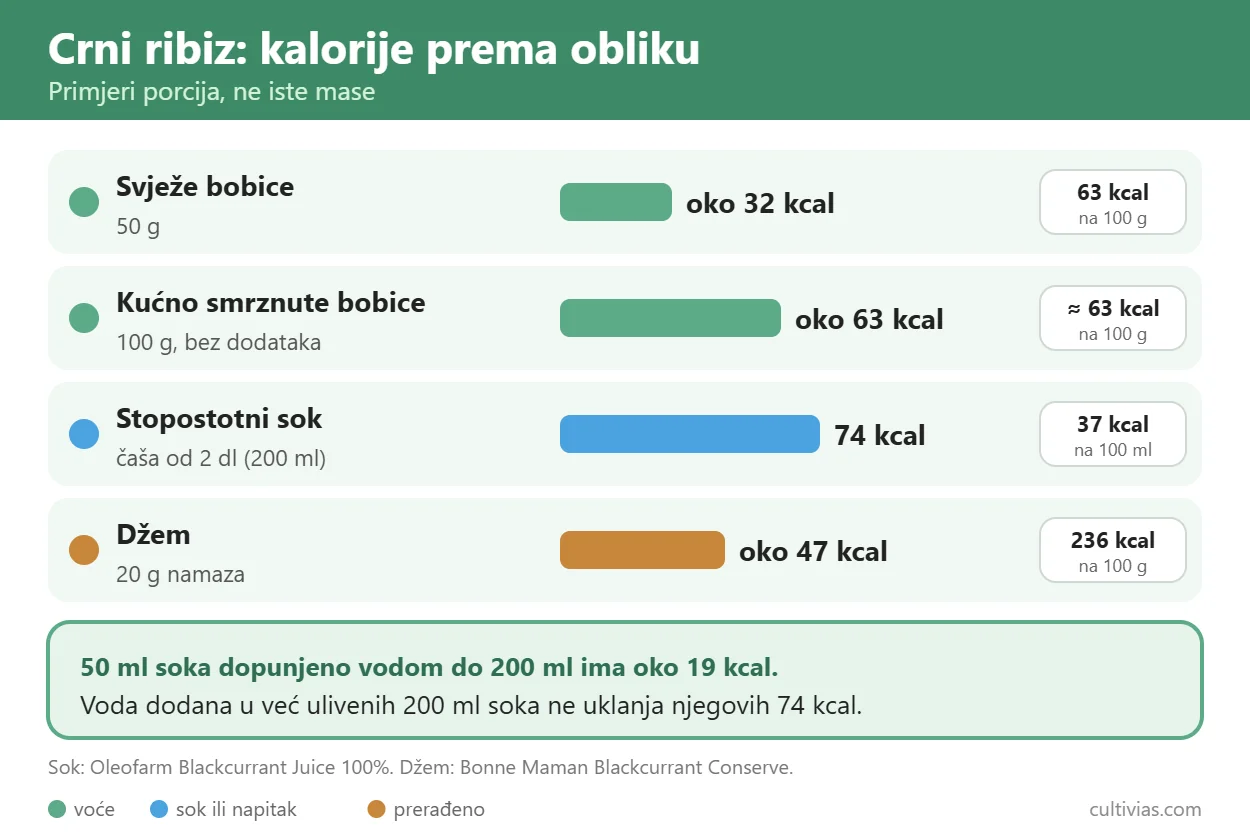 Crni ribiz: kalorije prema obliku
Primjeri porcija, ne iste mase
Svježe bobice
50 g
oko 32 kcal
63 kcal
na 100 g
Kućno smrznute bobice
100 g, bez dodataka
oko 63 kcal
≈ 63 kcal
na 100 g
Stopostotni sok
čaša od 2 dl (200 ml)
74 kcal
37 kcal
na 100 ml
Džem
20 g namaza
oko 47 kcal
236 kcal
na 100 g
50 ml soka dopunjeno vodom do 200 ml ima oko 19 kcal.
Voda dodana u već ulivenih 200 ml soka ne uklanja njegovih 74 kcal.
Sok: Oleofarm Blackcurrant Juice 100%. Džem: Bonne Maman Blackcurrant Conserve.
voće sok ili napitak prerađeno cultivias.com